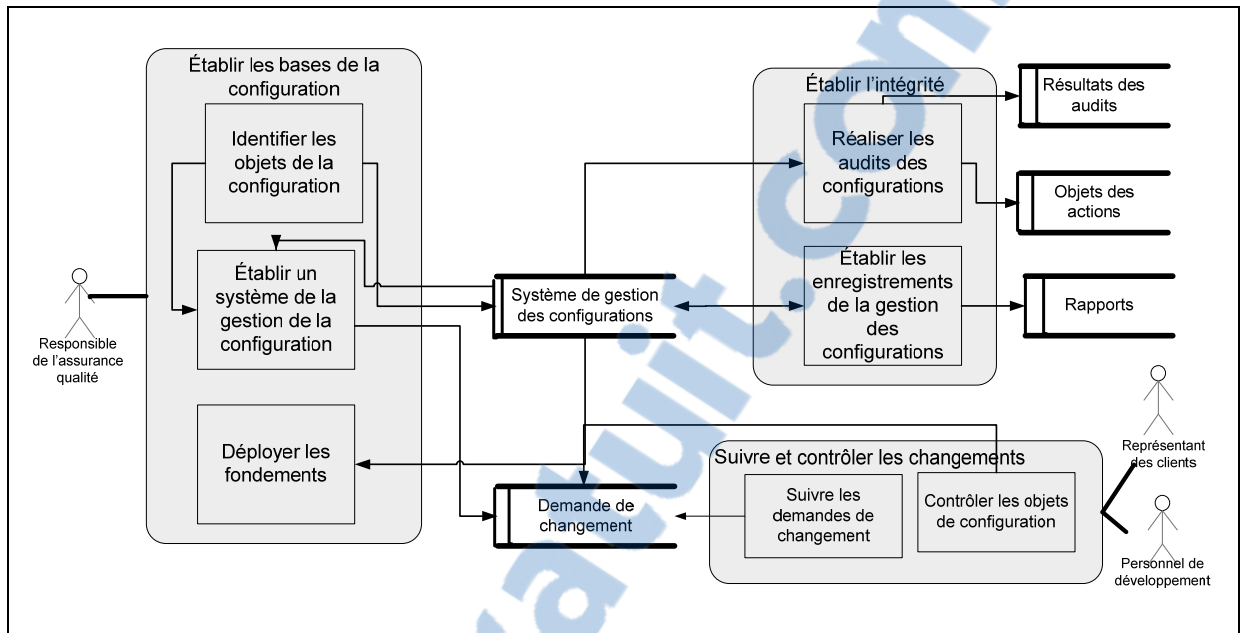 Établir les bases de la
configuration
Identifier les
objets de la
configuration
Établir un
système de la
gestion de la
configuration
Déployer les
fondements
Responsible
de l'assurance
qualité
Système de gestion
des configurations
Demande de
changement
Établir l'intégrité
Réaliser les
audits des
configurations
Établir les
enregistrements
de la gestion
des
configurations
Résultats des
audits
Objets des
actions
Rapports
Suivre et contrôler les changements
Suivre les
demandes de
changement
Contrôler les objets
de configuration
Représentant
des clients
Personnel de
développement
atuit.com